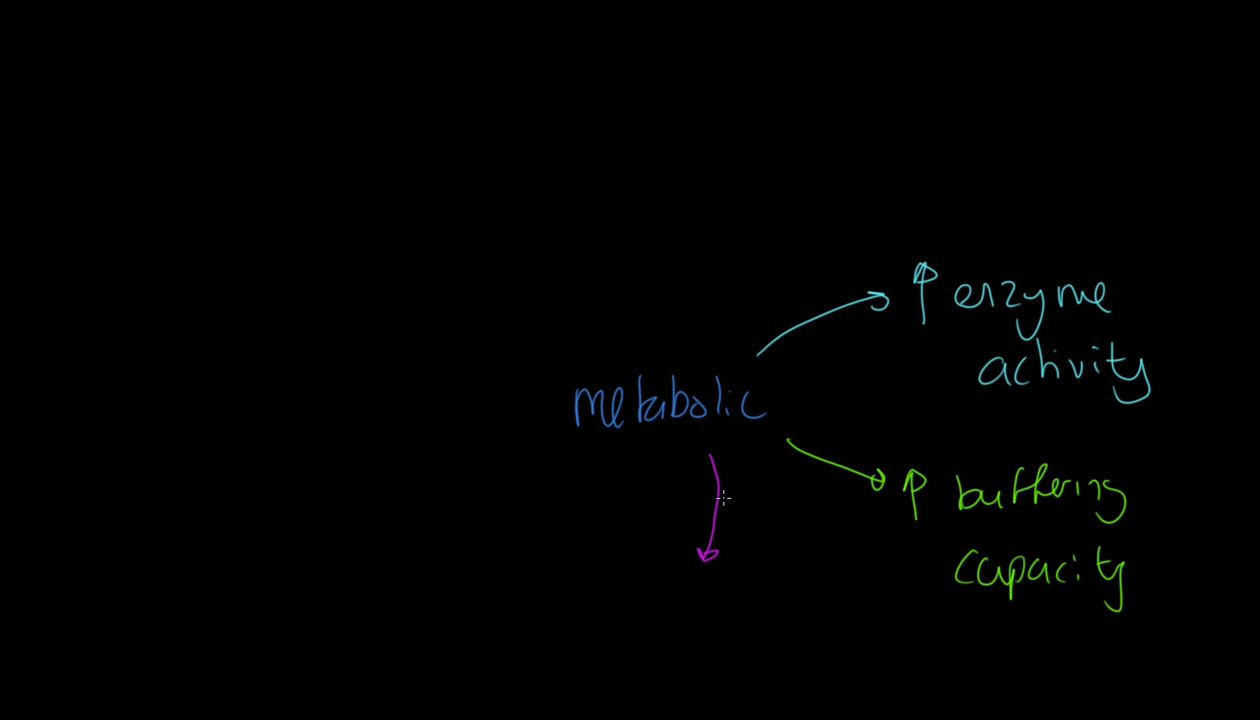 ↑ enzyme
activity
metabolic
↑ buffering
capacity